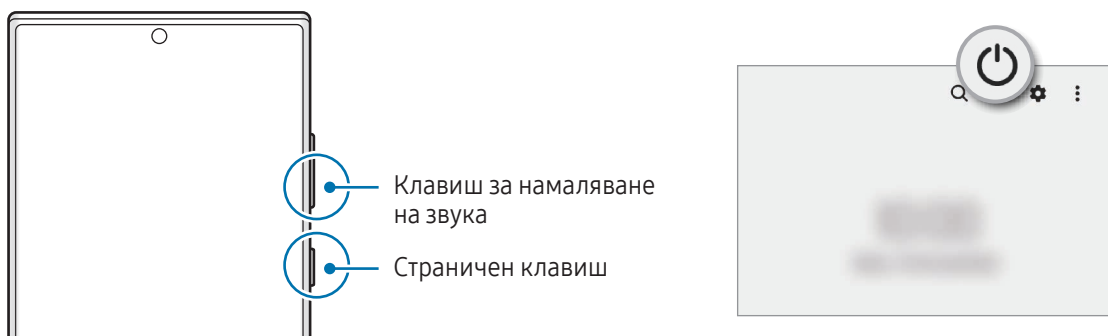 Клавиш за намаляване
на звука
Страничен клавиш